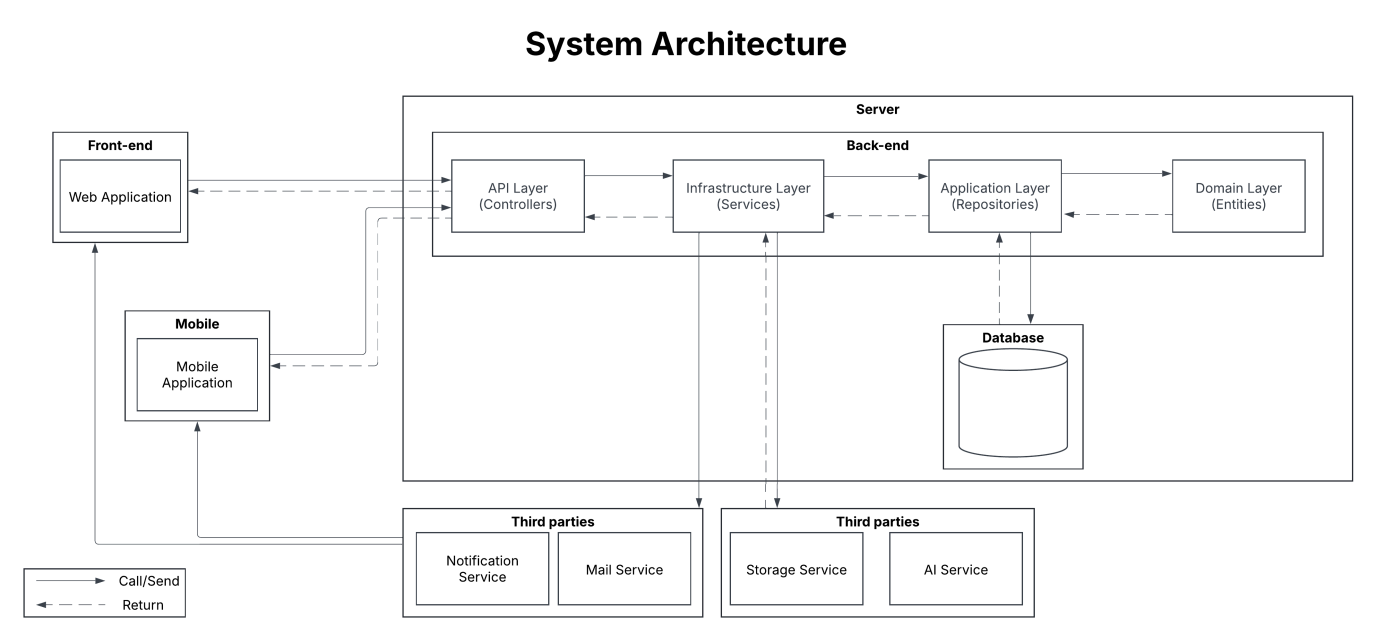 System Architecture
Server
Front-end
Back-end
Web Application
API Layer
(Controllers)
Infrastructure Layer
(Services)
Application Layer
(Repositories)
Domain Layer
(Entities)
Mobile
Mobile
Application
Database
Third parties
Notification
Service
Mail Service
Third parties
Storage Service
AI Service
Call/Send
Return